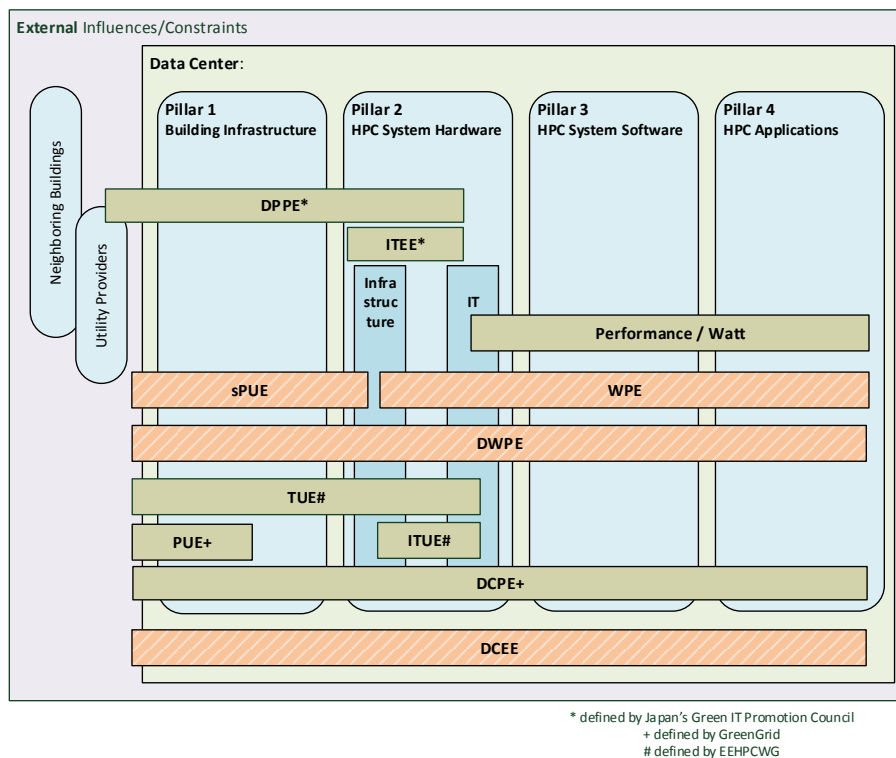 External Influences/Constraints
Data Center:
Neighboring Buildings
Utility Providers
Pillar 1
Building Infrastructure
Pillar 2
HPC System Hardware
Pillar 3
HPC System Software
Pillar 4
HPC Applications
DPPE*
ITEE*
Infra
struc
ture
IT
Performance / Watt
sPUE
WPE
DWPE
TUE#
PUE+
ITUE#
DCPE+
DCEE
* defined by Japan's Green IT Promotion Council
+ defined by GreenGrid
# defined by EEHPCWG